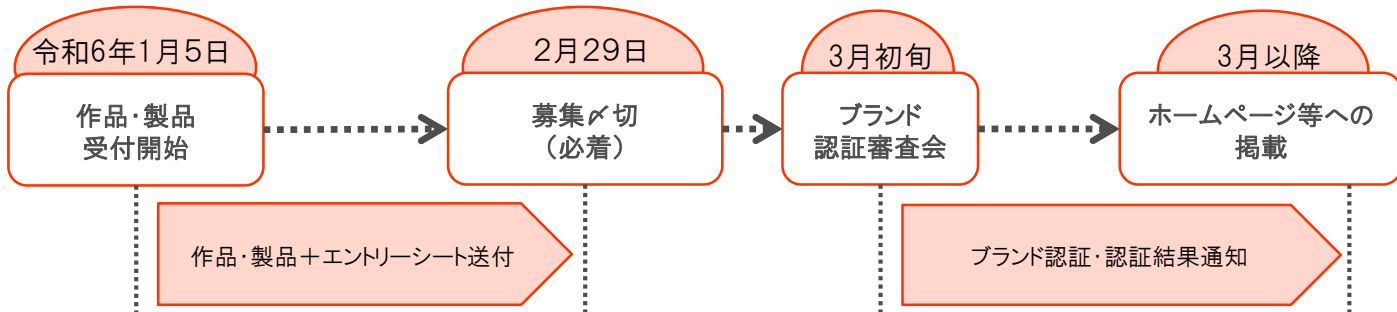 令和6年1月5日
作品・製品
受付開始
2月29日
募集〆切
（必着）
3月初旬
ブランド
認証審査会
3月以降
ホームページ等への
掲載
作品・製品＋エントリーシート送付
ブランド認証・認証結果通知